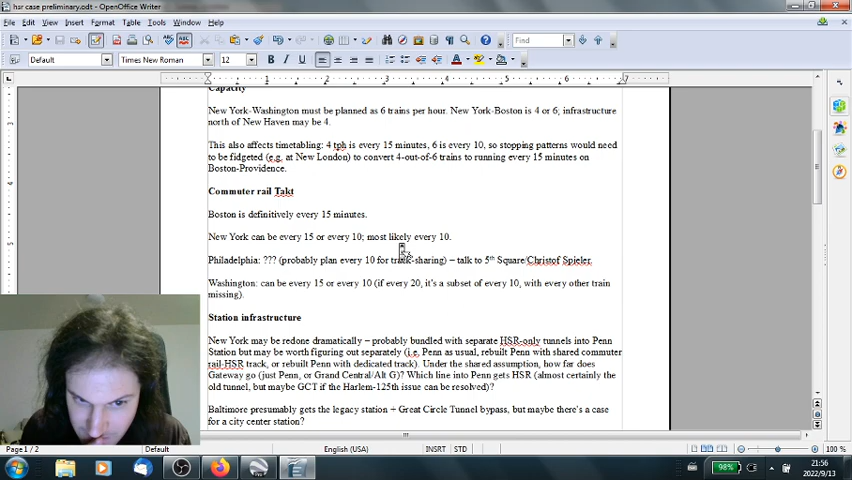 hsr case preliminary.odt - OpenOffice Writer
File Edit View Insert Format Table Tools Window Help
Find
Default Times New Roman 12 B I U
1 2 3 4 5 6 7
Capacity
New York-Washington must be planned as 6 trains per hour. New York-Boston is 4 or 6; infrastructure
north of New Haven may be 4.
This also affects timetabling: 4 tph is every 15 minutes, 6 is every 10, so stopping patterns would need
to be fidgeted (e.g. at New London) to convert 4-out-of-6 trains to running every 15 minutes on
Boston-Providence.
Commuter rail Takt
Boston is definitively every 15 minutes.
New York can be every 15 or every 10; most likely every 10.
Philadelphia: ??? (probably plan every 10 for track-sharing) – talk to 5th Square/Christof Spieler.
Washington: can be every 15 or every 10 (if every 20, it's a subset of every 10, with every other train
missing).
Station infrastructure
New York may be redone dramatically – probably bundled with separate HSR-only tunnels into Penn
Station but may be worth figuring out separately (i.e. Penn as usual, rebuilt Penn with shared commuter
rail-HSR track, or rebuilt Penn with dedicated track). Under the shared assumption, how far does
Gateway go (just Penn, or Grand Central/Alt G)? Which line into Penn gets HSR (almost certainly the
old tunnel, but maybe GCT if the Harlem-125th issue can be resolved)?
Baltimore presumably gets the legacy station + Great Circle Tunnel bypass, but maybe there's a case
for a city center station?
Page 1 / 2 Default English (USA) INSRT STD 100 %
98% 21:56
2022/9/13